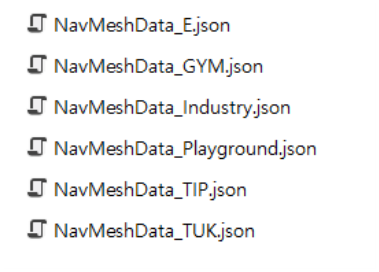 NavMeshData_E.json
NavMeshData_GYM.json
NavMeshData_Industry.json
NavMeshData_Playground.json
NavMeshData_TIP.json
NavMeshData_TUK.json